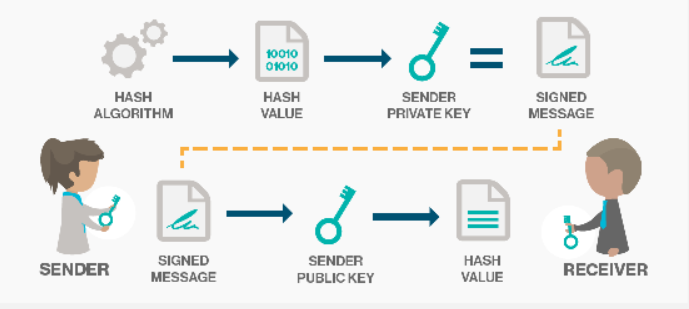 10010
01010
HASH
ALGORITHM
HASH
VALUE
SENDER
PRIVATE KEY
SIGNED
MESSAGE
SENDER
SIGNED
MESSAGE
SENDER
PUBLIC KEY
HASH
VALUE
RECEIVER